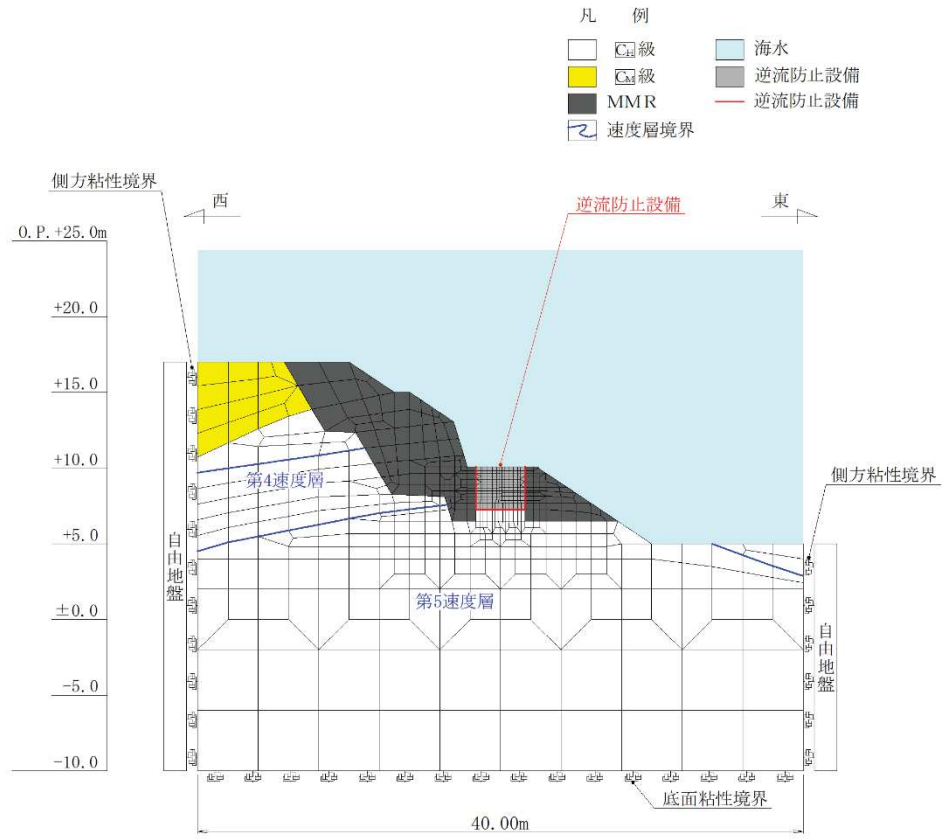 凡 例
CH級
海水
CM級
逆流防止設備
MMR
逆流防止設備
速度層境界
側方粘性境界
西
逆流防止設備
東
O.P.+25.0m
+20.0
+15.0
+10.0
第4速度層
側方粘性境界
+5.0
自由地盤
第5速度層
±0.0
自由地盤
-5.0
-10.0
底面粘性境界
40.00m